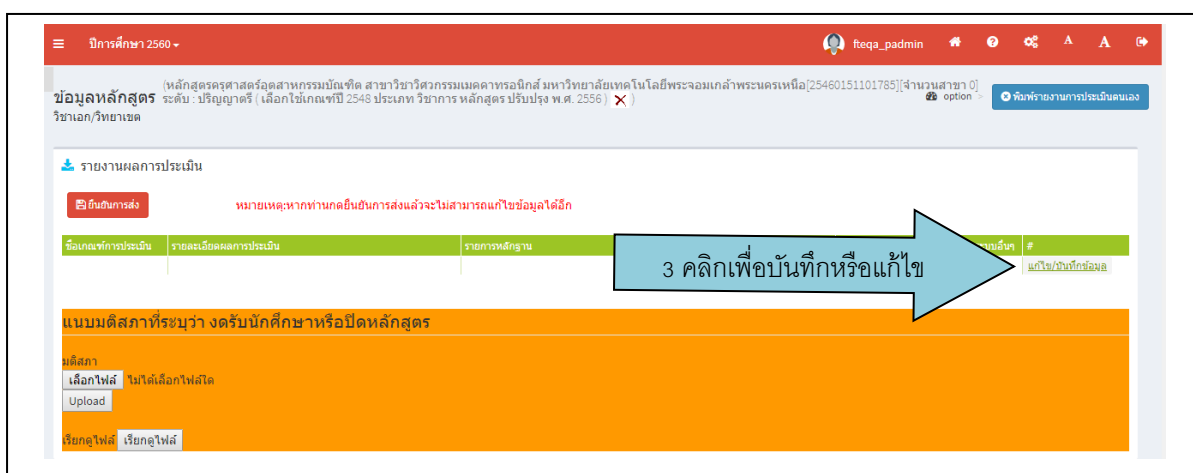 ปีการศึกษา 2560
fteqa_padmin
A
A
(หลักสูตรครุศาสตร์อุตสาหกรรมบัณฑิต สาขาวิชาวิศวกรรมเมคคาทรอนิกส์ มหาวิทยาลัยเทคโนโลยีพระจอมเกล้าพระนครเหนือ[25460151101785][จำนวนสาขา 0]
ข้อมูลหลักสูตร ระดับ : ปริญญาตรี ( เลือกใช้เกณฑ์ปี 2548 ประเภท วิชาการ หลักสูตร ปรับปรุง พ.ศ. 2556 ) )
option >
พิมพ์รายงานการประเมินตนเอง
วิชาเอก/วิทยาเขต
รายงานผลการประเมิน
ยืนยันการส่ง
หมายเหตุ:หากท่านกดยืนยันการส่งแล้วจะไม่สามารถแก้ไขข้อมูลได้อีก
ชื่อเกณฑ์การประเมิน รายละเอียดผลการประเมิน รายการหลักฐาน #
3 คลิกเพื่อบันทึกหรือแก้ไข
แก้ไข/บันทึกข้อมูล
แนบมติสภาที่ระบุว่า งดรับนักศึกษาหรือปิดหลักสูตร
มติสภา
เลือกไฟล์ ไม่ได้เลือกไฟล์ใด
Upload
เรียกดูไฟล์ เรียกดูไฟล์